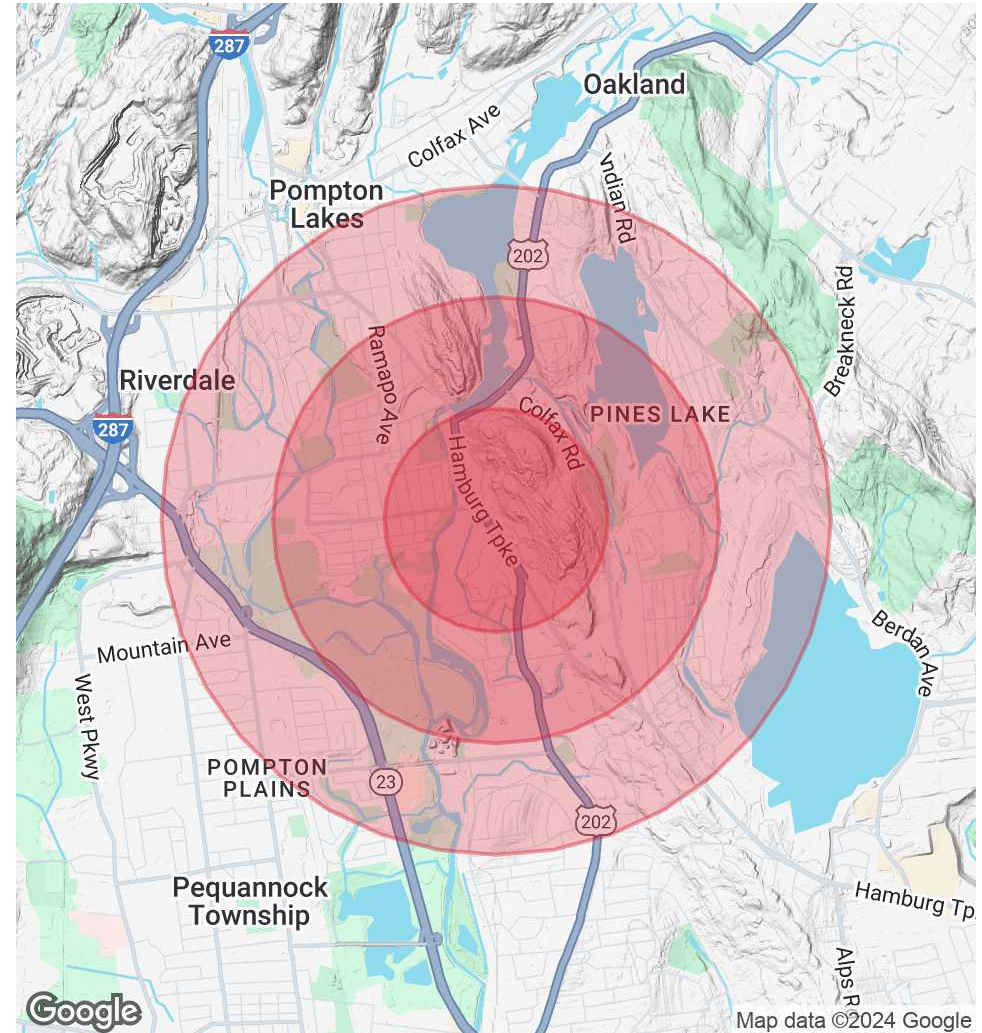 287
Oakland
Colfax Ave
Indian Rd
Pompton
Lakes
202
Breakneck Rd
Ramapo Ave
Riverdale
287
Colfax Rd
PINES LAKE
Hamburg Tpke
Mountain Ave
Berdan Ave
West Pkwy
POMPTON
PLAINS
23
202
Pequannock
Township
Hamburg Tp
Alps R
Google
Map data ©2024 Google